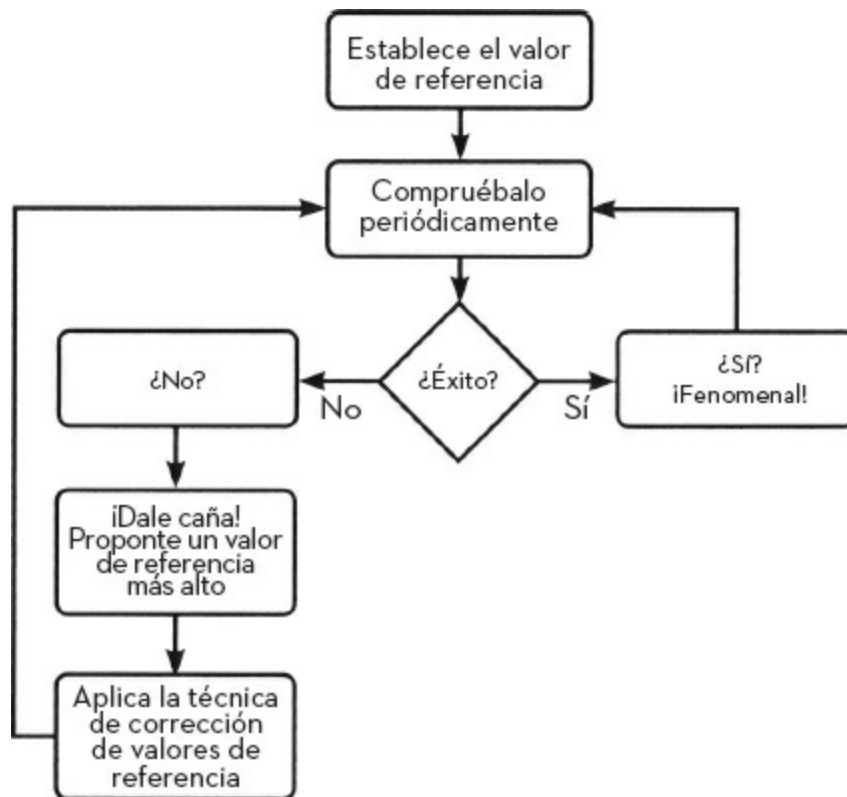 Establece el valor
de referencia
Compruébalo
periódicamente
¿No?
No
¿Éxito?
Sí
¿Sí?
¡Fenomenal!
¡Dale caña!
Proponte un valor
de referencia
más alto
Aplica la técnica
de corrección
de valores de
referencia